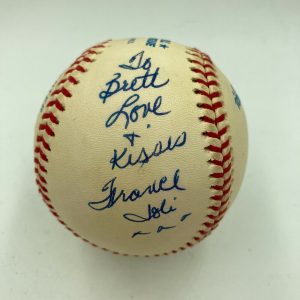 To
Brett
Love
+
Kisses
France
Joli